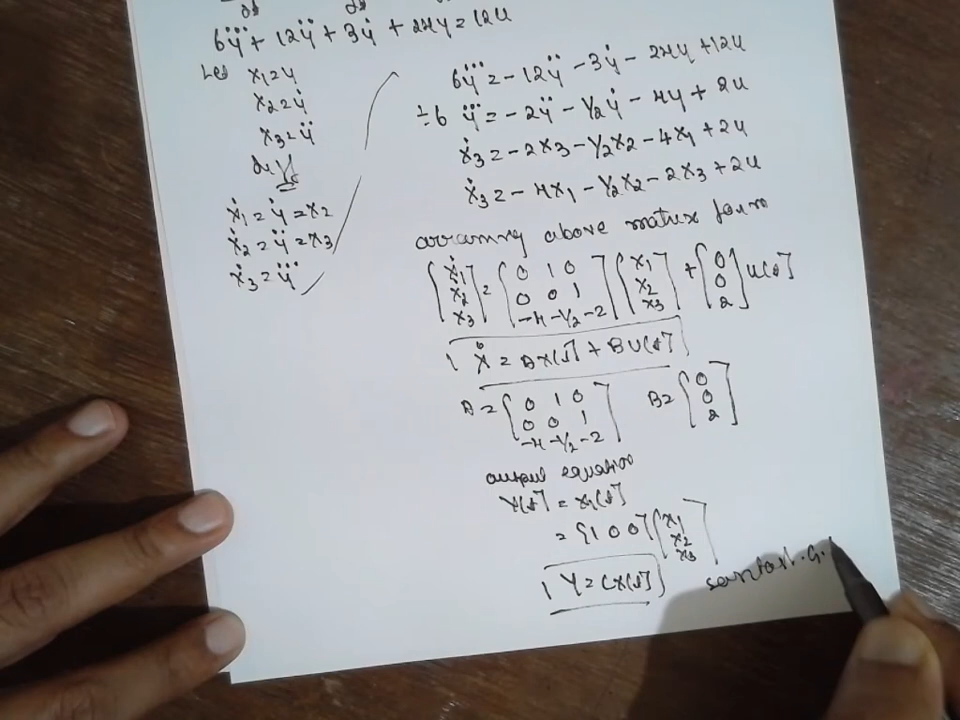 6y⃛ + 12ÿ + 3ẏ + 24y = 12u
Let x1 = y
x2 = ẏ
x3 = ÿ
ẋ1 = ẏ = x2
ẋ2 = ÿ = x3
ẋ3 = y⃛
6y⃛ = -12ÿ - 3ẏ - 24y + 12u
÷6 y⃛ = -2ÿ - 1/2ẏ - 4y + 2u
ẋ3 = -2x3 - 1/2x2 - 4x1 + 2u
ẋ3 = -4x1 - 1/2x2 - 2x3 + 2u
above matrix form
[ẋ1 ẋ2 ẋ3] = [0 1 0
0 0 1
-4 -1/2 -2] [x1 x2 x3] + [0 0 2] u(t)
Ẋ = AX(t) + BU(t)
A = [0 1 0
0 0 1
-4 -1/2 -2]
B = [0 0 2]
output equation
Y(t) = x1(t)
= [1 0 0] [x1 x2 x3]
Y = CX(t)